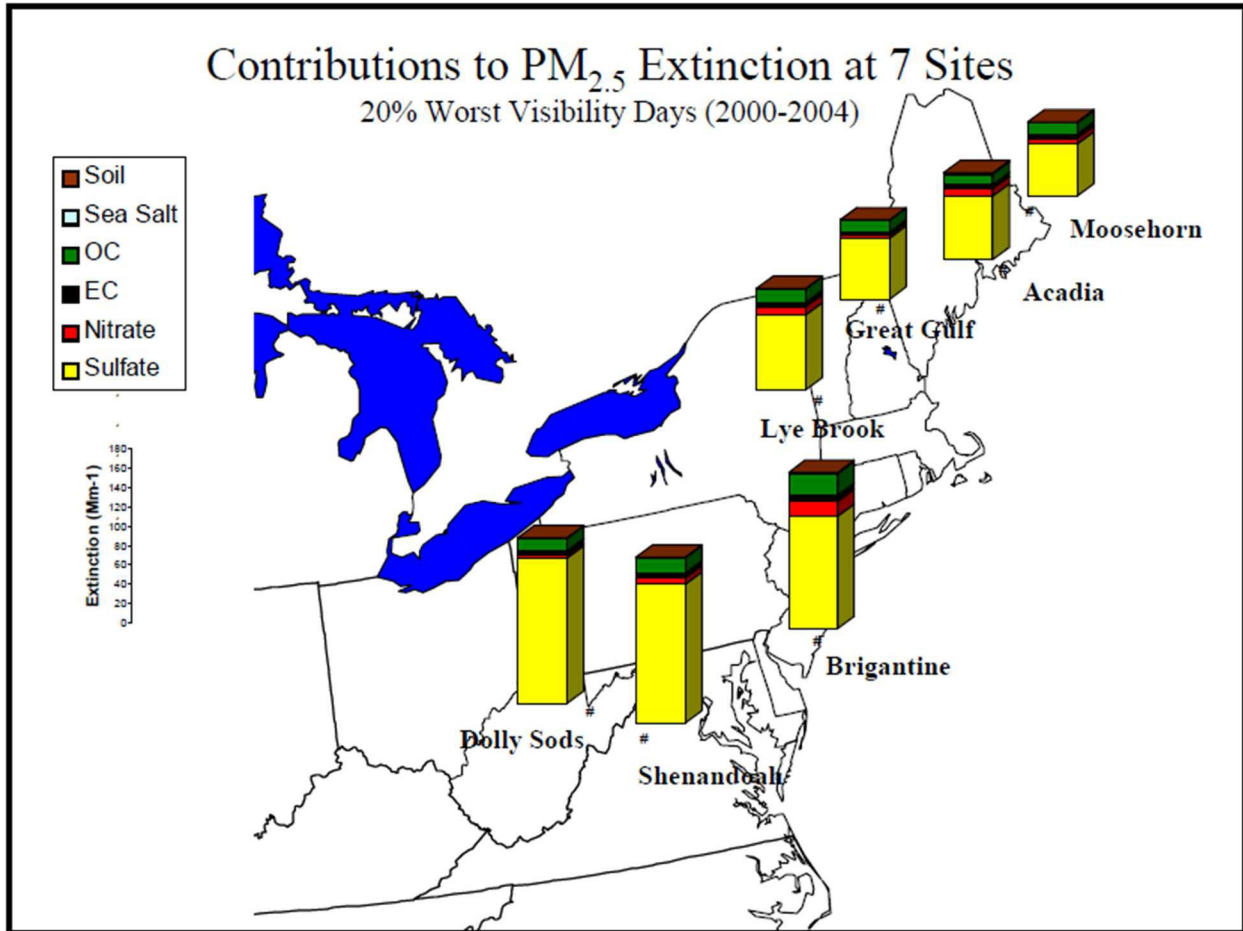 Contributions to PM2.5 Extinction at 7 Sites
20% Worst Visibility Days (2000-2004)
Soil
Sea Salt
OC
EC
Nitrate
Sulfate
Extinction (Mm-1)
180
160
140
120
100
80
60
40
20
0
Moosehorn
#
Acadia
#
Great Gulf
#
Lye Brook
#
Brigantine
#
Dolly Sods
#
Shenandoah
#